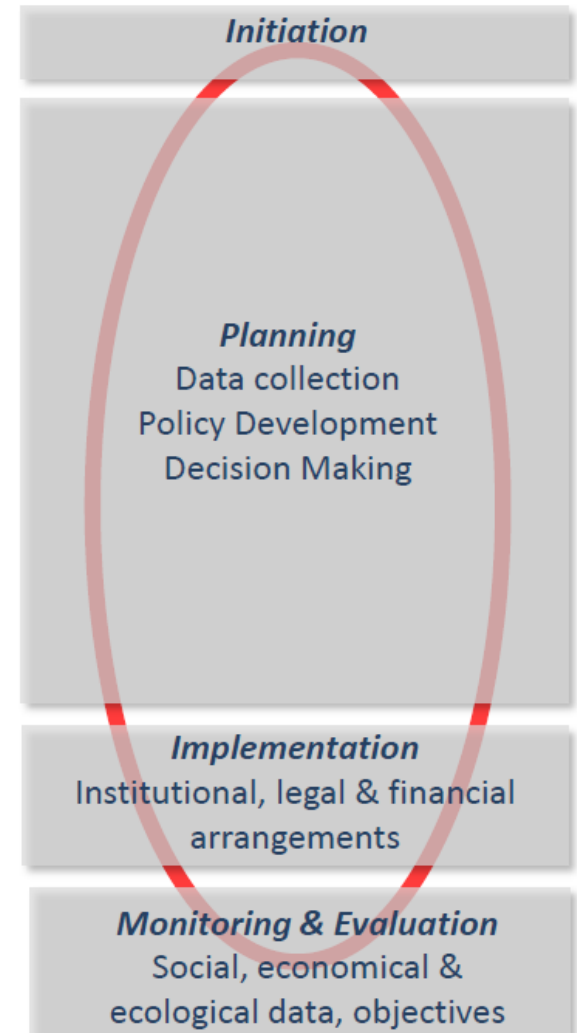 Initiation
Planning
Data collection
Policy Development
Decision Making
Implementation
Institutional, legal & financial
arrangements
Monitoring & Evaluation
Social, economical &
ecological data, objectives